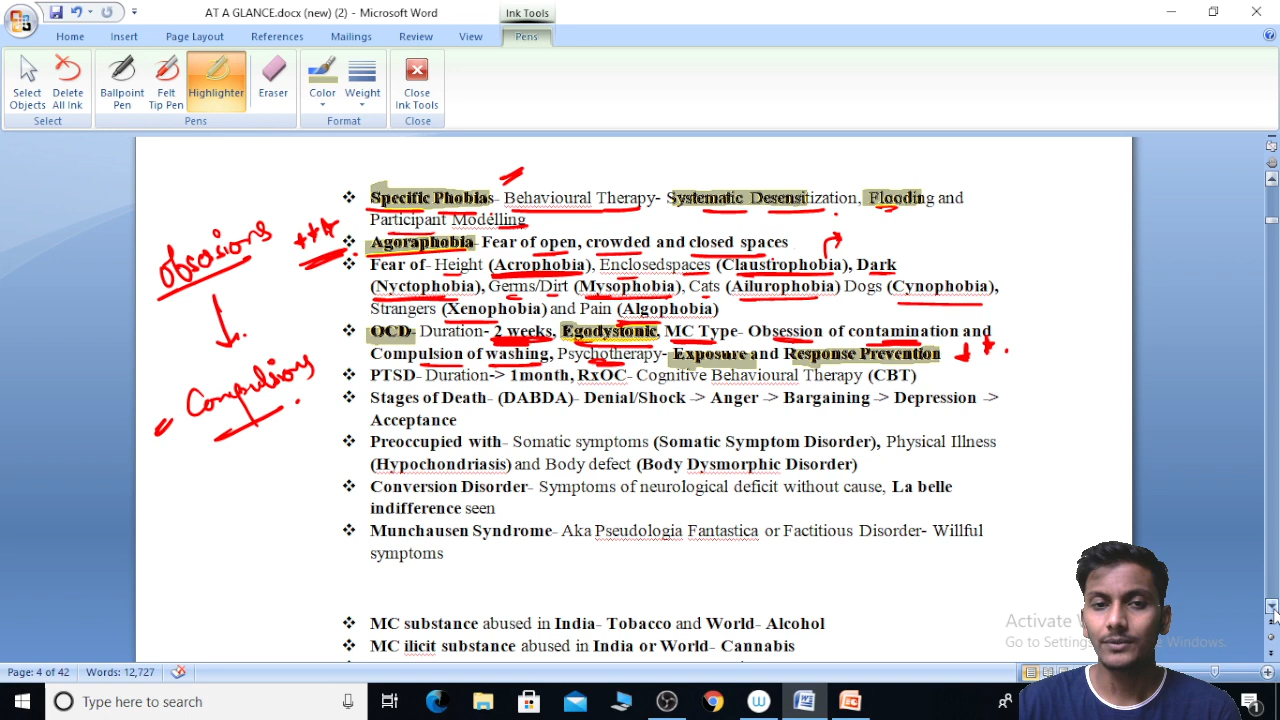 AT A GLANCE.docx (new) (2) - Microsoft Word
Ink Tools
Home Insert Page Layout References Mailings Review View Pens
Select Objects
Delete All Ink
Ballpoint Pen
Felt Tip Pen
Highlighter
Eraser
Color
Weight
Close Ink Tools
Select Pens Format Close
❖ Specific Phobias- Behavioural Therapy- Systematic Desensitization, Flooding and
Participant Modelling
❖ Agoraphobia- Fear of open, crowded and closed spaces
❖ Fear of- Height (Acrophobia), Enclosedspaces (Claustrophobia), Dark
(Nyctophobia), Germs/Dirt (Mysophobia), Cats (Ailurophobia) Dogs (Cynophobia),
Strangers (Xenophobia) and Pain (Algophobia)
❖ OCD- Duration- 2 weeks, Egodystonic, MC Type- Obsession of contamination and
Compulsion of washing, Psychotherapy- Exposure and Response Prevention
❖ PTSD- Duration-> 1month, RxOC- Cognitive Behavioural Therapy (CBT)
❖ Stages of Death- (DABDA)- Denial/Shock -> Anger -> Bargaining -> Depression ->
Acceptance
❖ Preoccupied with- Somatic symptoms (Somatic Symptom Disorder), Physical Illness
(Hypochondriasis) and Body defect (Body Dysmorphic Disorder)
❖ Conversion Disorder- Symptoms of neurological deficit without cause, La belle
indifference seen
❖ Munchausen Syndrome- Aka Pseudologia Fantastica or Factitious Disorder- Willful
symptoms
❖ MC substance abused in India- Tobacco and World- Alcohol
❖ MC ilicit substance abused in India or World- Cannabis
obsessions
Compulsions
Activate W
Go to Settings Windows.
Page: 4 of 42 Words: 12,727
Type here to search